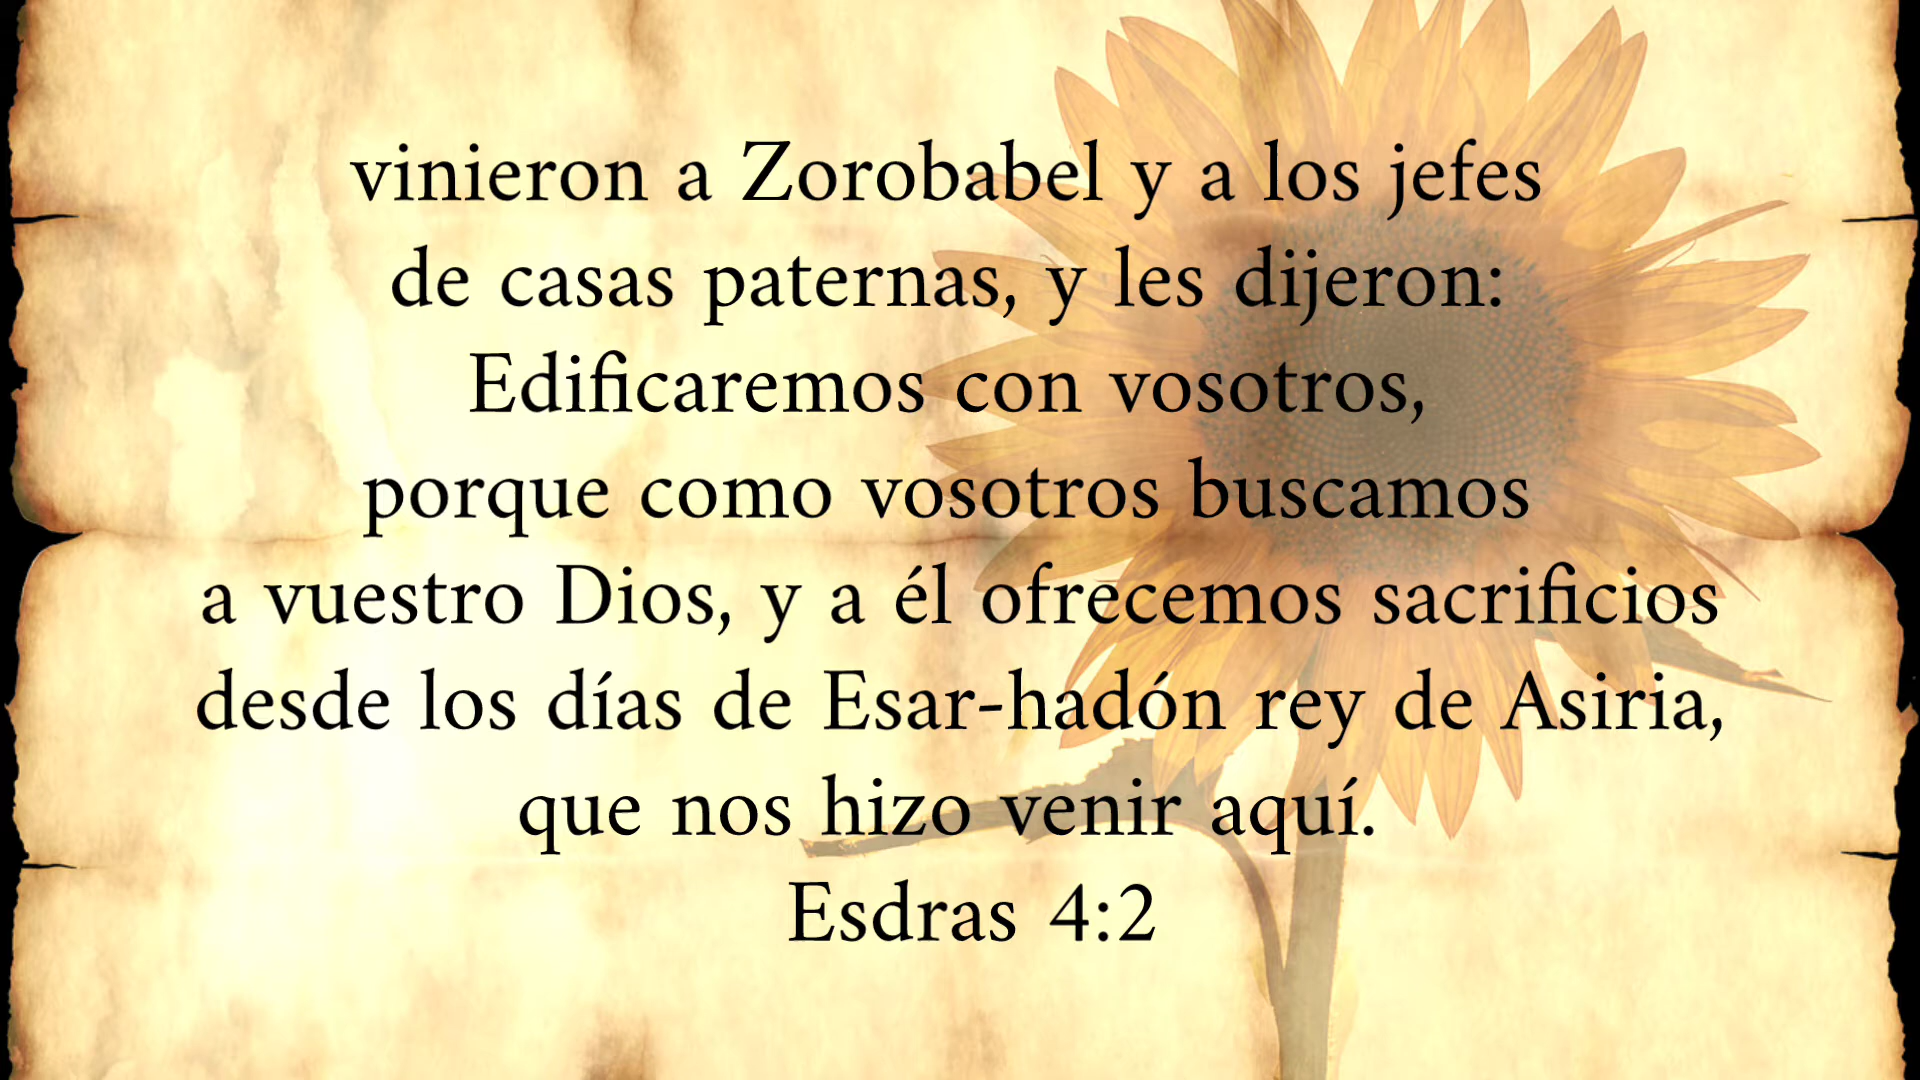 vinieron a Zorobabel y a los jefes
de casas paternas, y les dijeron:
Edificaremos con vosotros,
porque como vosotros buscamos
a vuestro Dios, y a él ofrecemos sacrificios
desde los días de Esar-hadón rey de Asiria,
que nos hizo venir aquí.
Esdras 4:2